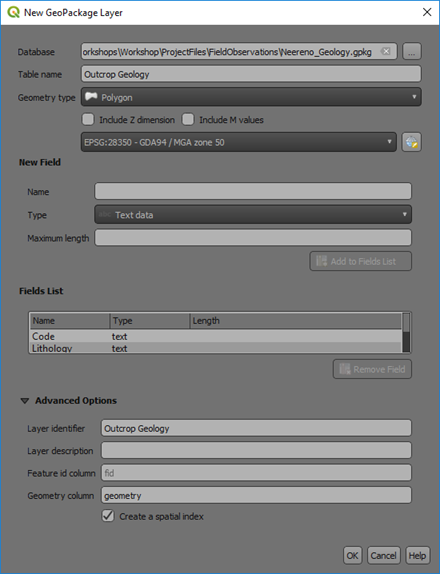 New GeoPackage Layer
Database orkshops\Workshop\ProjectFiles\FieldObservations\Neereno_Geology.gpkg ...
Table name Outcrop Geology
Geometry type Polygon
Include Z dimension Include M values
EPSG:28350 - GDA94 / MGA zone 50
New Field
Name
Type Text data
Maximum length
Add to Fields List
Fields List
Name Type Length
Code text
Lithology text
Remove Field
Advanced Options
Layer identifier Outcrop Geology
Layer description
Feature id column fid
Geometry column geometry
Create a spatial index
OK Cancel Help